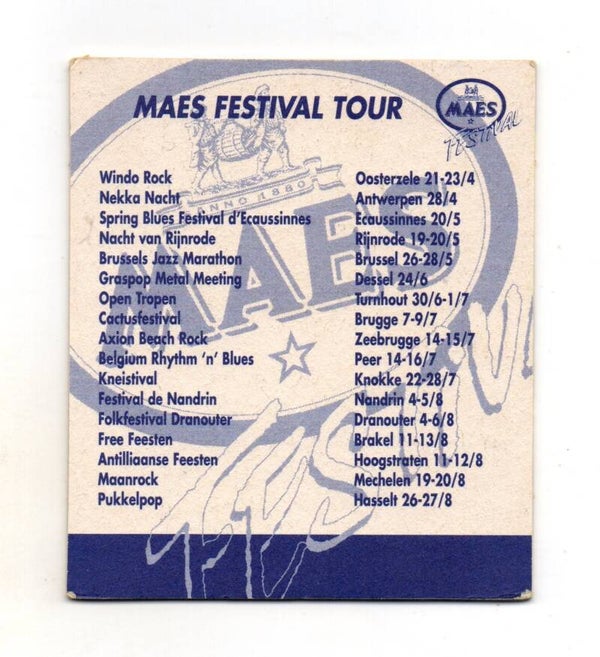 MAES FESTIVAL TOUR
MAES
FESTIVAL
ANNO 1880
MAES
FESTIVAL
Windo Rock Oosterzele 21-23/4
Nekka Nacht Antwerpen 28/4
Spring Blues Festival d'Ecaussinnes Ecaussinnes 20/5
Nacht van Rijnrode Rijnrode 19-20/5
Brussels Jazz Marathon Brussel 26-28/5
Graspop Metal Meeting Dessel 24/6
Open Tropen Turnhout 30/6-1/7
Cactusfestival Brugge 7-9/7
Axion Beach Rock Zeebrugge 14-15/7
Belgium Rhythm 'n' Blues Peer 14-16/7
Kneistival Knokke 22-28/7
Festival de Nandrin Nandrin 4-5/8
Folkfestival Dranouter Dranouter 4-6/8
Free Feesten Brakel 11-13/8
Antilliaanse Feesten Hoogstraten 11-12/8
Maanrock Mechelen 19-20/8
Pukkelpop Hasselt 26-27/8